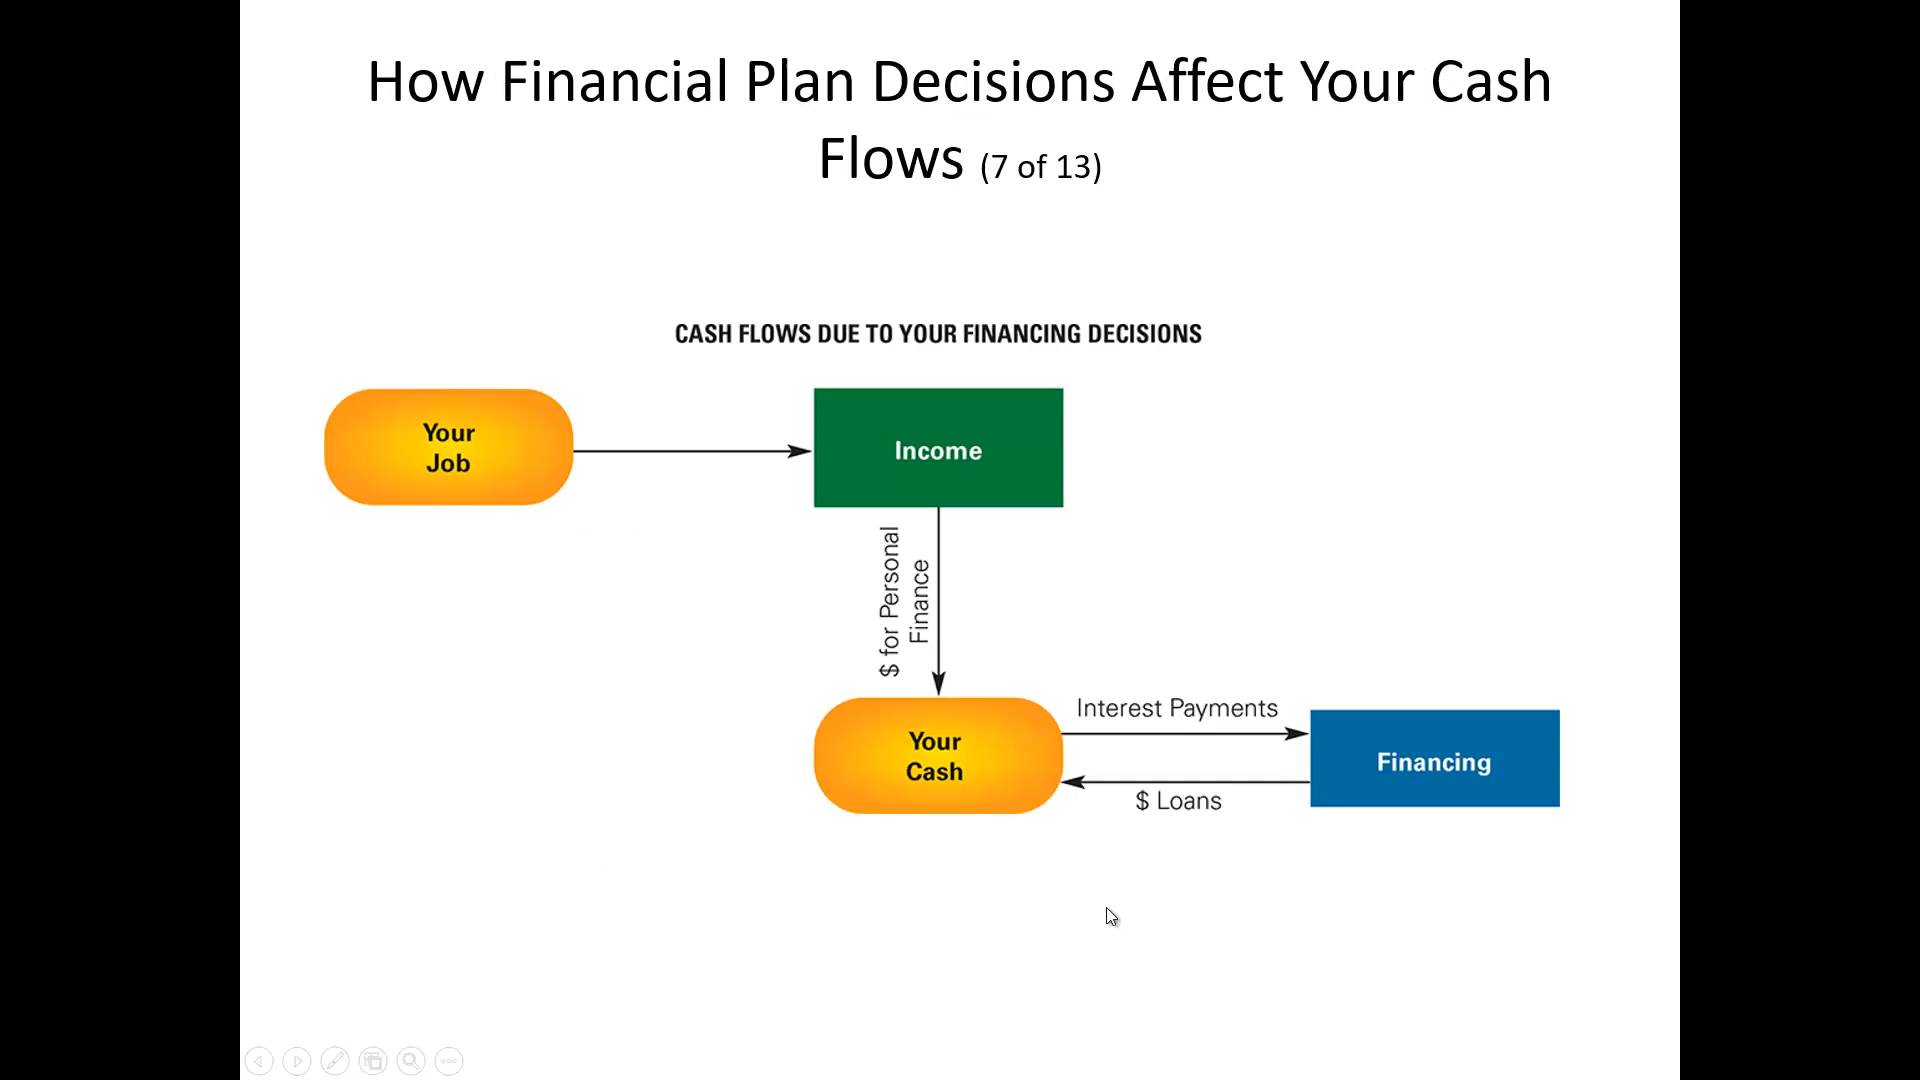 How Financial Plan Decisions Affect Your Cash
Flows (7 of 13)
CASH FLOWS DUE TO YOUR FINANCING DECISIONS
Your
Job
Income
$ for Personal
Finance
Your
Cash
Interest Payments
$ Loans
Financing